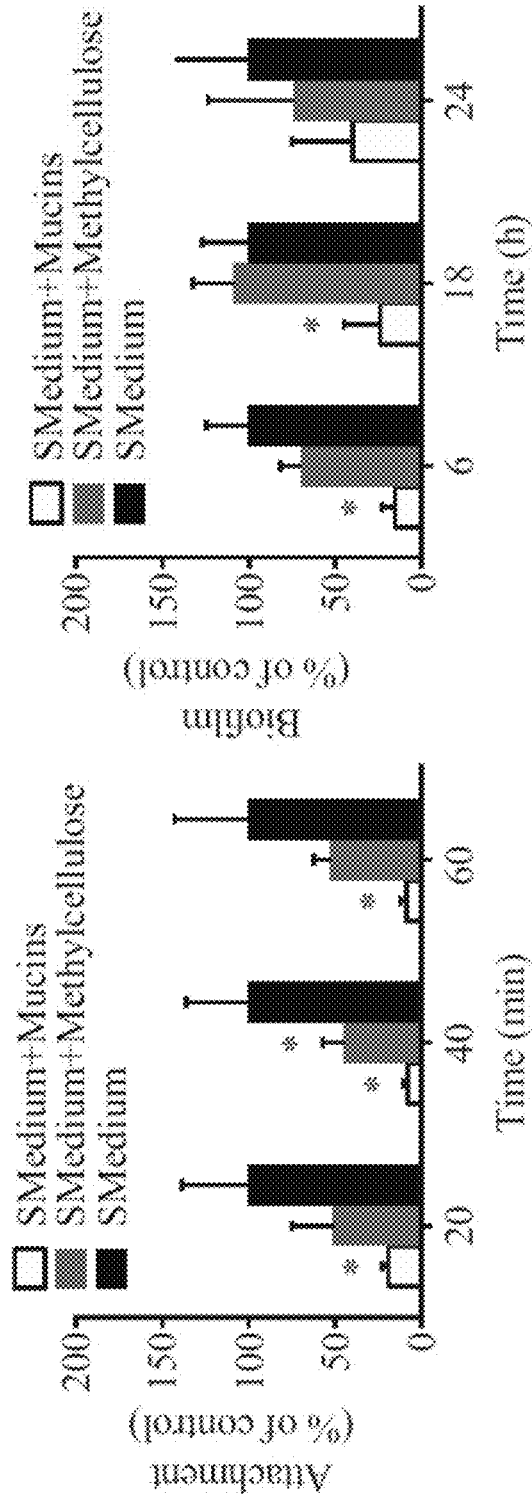 SMedium+Mucins
SMedium+Methylcellulose
SMedium
Attachment
(% of control)
200
150
100
50
0
*
*
*
*
20
40
60
Time (min)
SMedium+Mucins
SMedium+Methylcellulose
SMedium
Biofilm
(% of control)
200
150
100
50
0
*
*
6
18
24
Time (h)